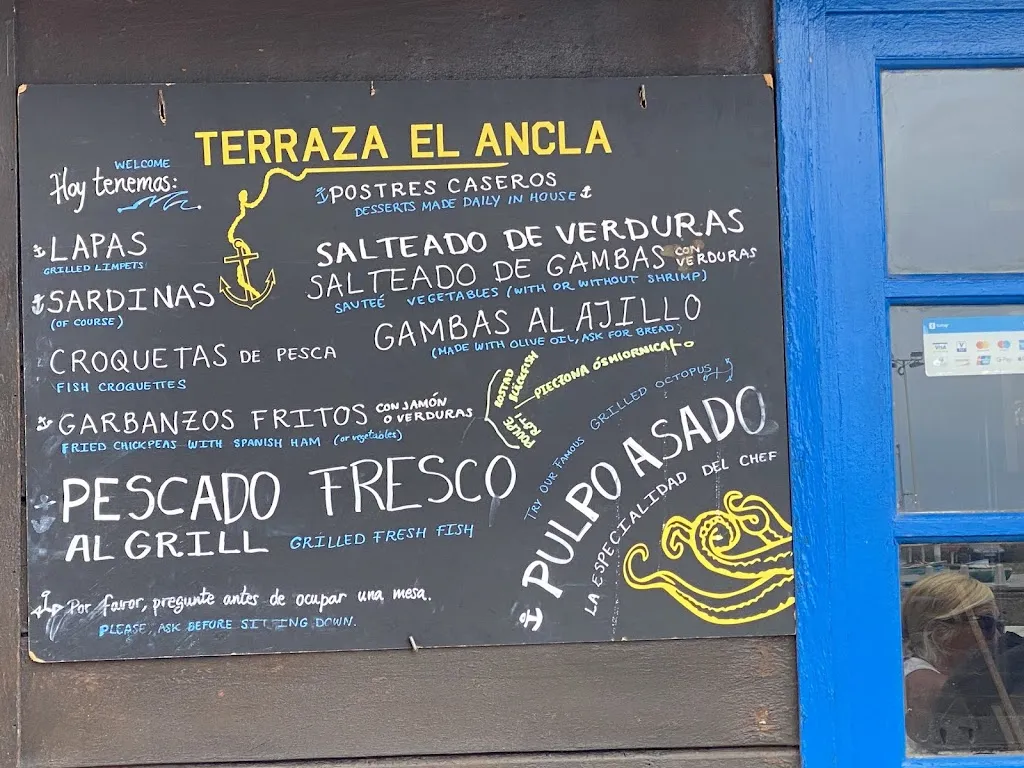 TERRAZA EL ANCLA
WELCOME
Hoy tenemos:
POSTRES CASEROS
DESSERTS MADE DAILY IN HOUSE
LAPAS
GRILLED LIMPETS
SARDINAS
(OF COURSE)
SALTEADO DE VERDURAS
SALTEADO DE GAMBAS CON VERDURAS
SAUTEÉ VEGETABLES (WITH OR WITHOUT SHRIMP)
GAMBAS AL AJILLO
(MADE WITH OLIVE OIL, ASK FOR BREAD)
CROQUETAS DE PESCA
FISH CROQUETTES
GARBANZOS FRITOS CON JAMÓN O VERDURAS
FRIED CHICKPEAS WITH SPANISH HAM (or vegetables)
PIECZONA ÓSMIORNICA
PESCADO FRESCO
AL GRILL
GRILLED FRESH FISH
TRY OUR FAMOUS GRILLED OCTOPUS
PULPO ASADO
LA ESPECIALIDAD DEL CHEF
Por favor, pregunte antes de ocupar una mesa.
PLEASE, ASK BEFORE SITTING DOWN.
VISA